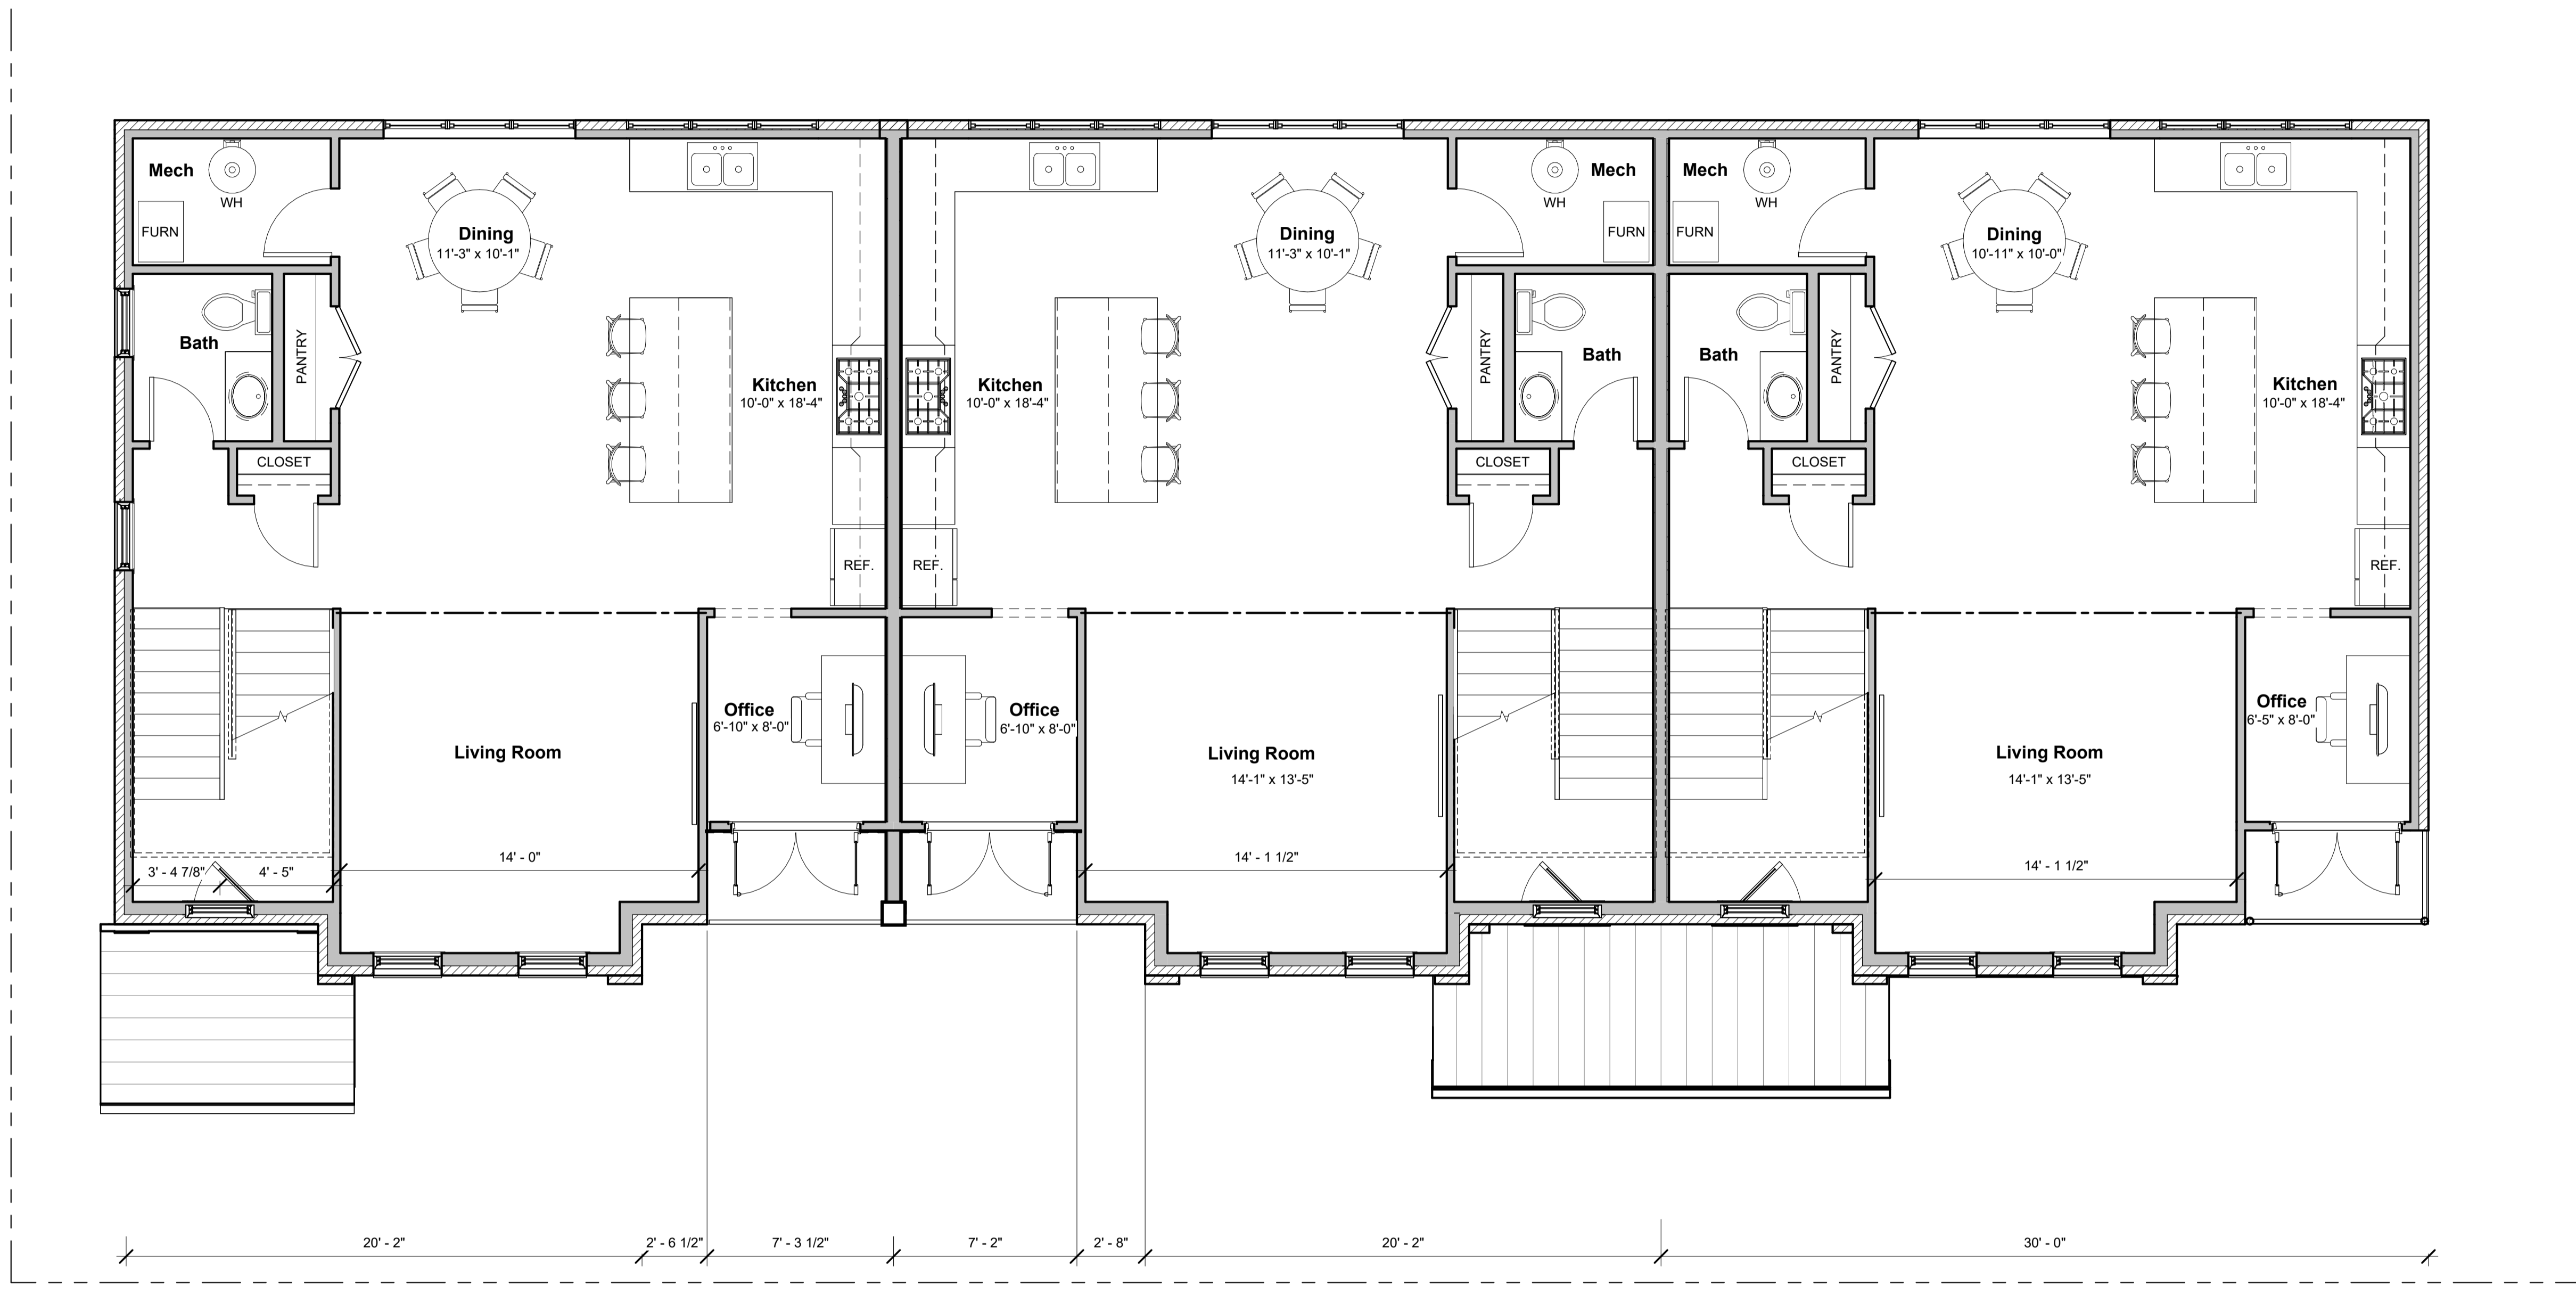 Mech
WH
FURN
Dining
11'-3" x 10'-1"
Bath
PANTRY
CLOSET
Kitchen
10'-0" x 18'-4"
REF.
Living Room
Office
6'-10" x 8'-0"
3' - 4 7/8"
4' - 5"
14' - 0"
Kitchen
10'-0" x 18'-4"
REF.
Dining
11'-3" x 10'-1"
Mech
WH
FURN
PANTRY
Bath
CLOSET
Office
6'-10" x 8'-0"
Living Room
14'-1" x 13'-5"
14' - 1 1/2"
Mech
WH
FURN
Bath
PANTRY
CLOSET
Dining
10'-11" x 10'-0"
Kitchen
10'-0" x 18'-4"
REF.
Living Room
14'-1" x 13'-5"
Office
6'-5" x 8'-0"
14' - 1 1/2"
20' - 2"
2' - 6 1/2"
7' - 3 1/2"
7' - 2"
2' - 8"
20' - 2"
30' - 0"